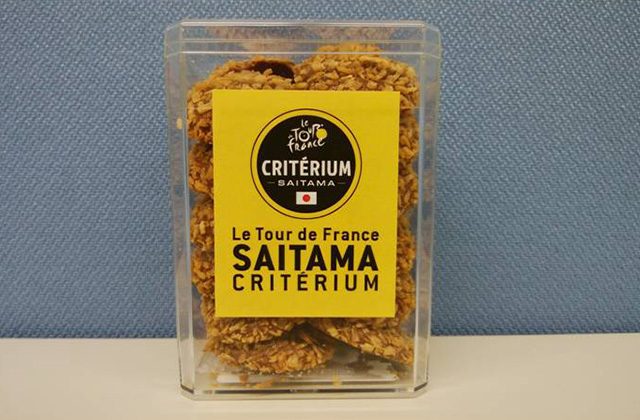 le
Tour
de
france
CRITÉRIUM
SAITAMA
Le Tour de France
SAITAMA
CRITÉRIUM